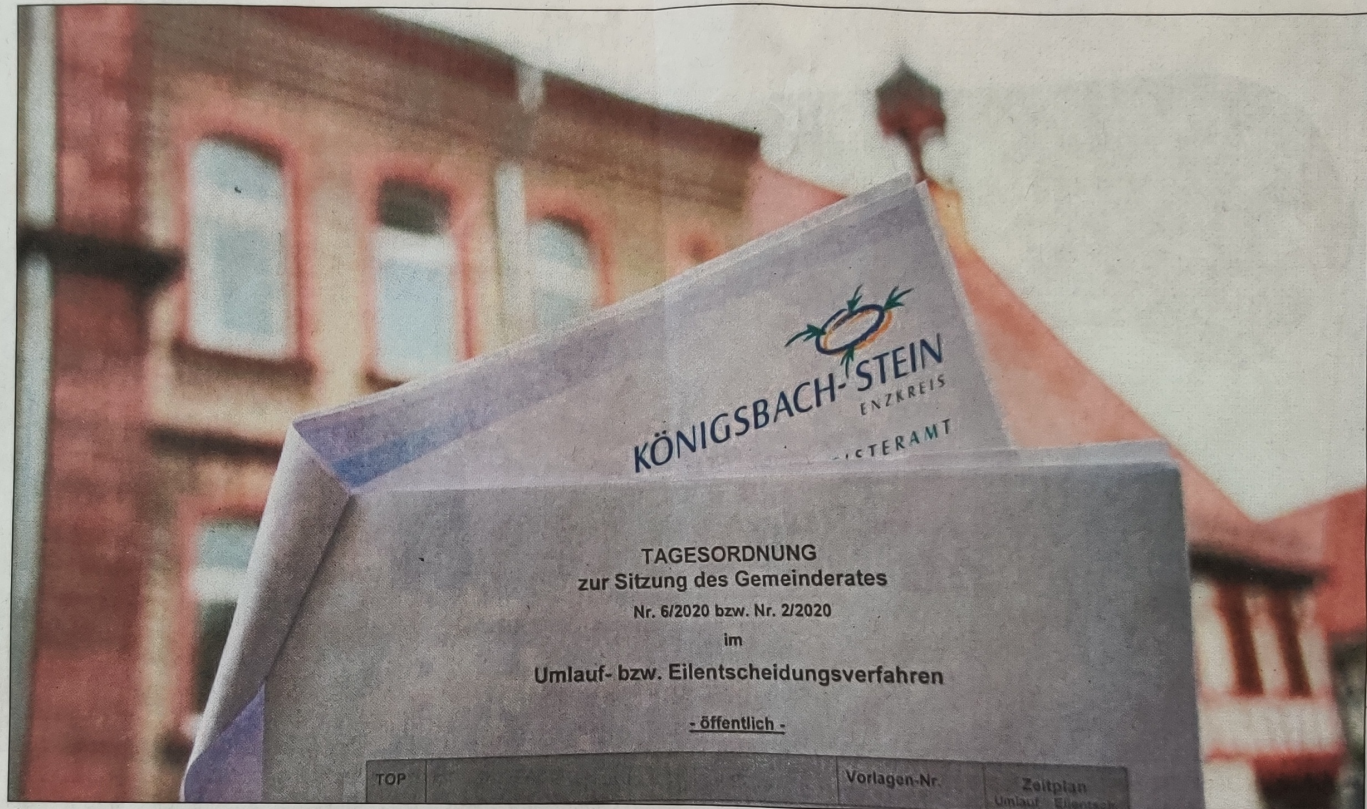 KÖNIGSBACH-STEIN
ENZKREIS
TAGESORDNUNG
zur Sitzung des Gemeinderates
Nr. 6/2020 bzw. Nr. 2/2020
im
Umlauf- bzw. Eilentscheidungsverfahren
- öffentlich -
TOP Vorlagen-Nr. Zeitplan
Umlauf